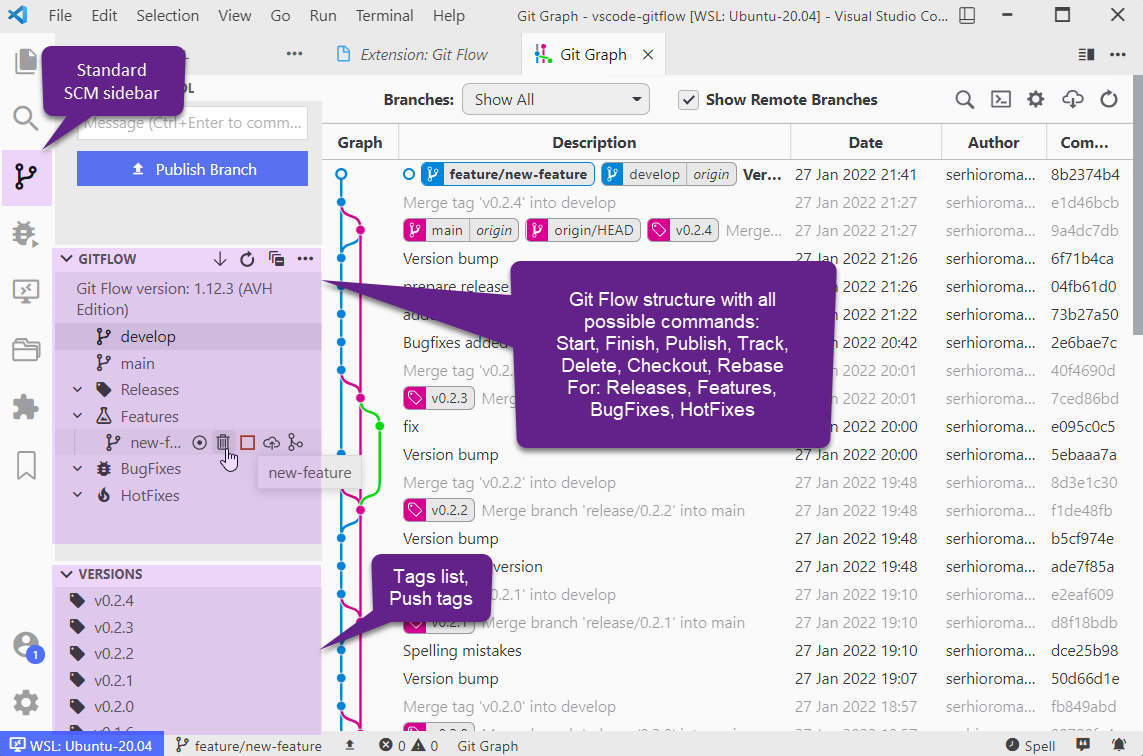 File Edit Selection View Go Run Terminal Help Git Graph - vscode-gitflow [WSL: Ubuntu-20.04] - Visual Studio Co...
Standard
SCM sidebar
Extension: Git Flow
Git Graph
Message (Ctrl+Enter to comm...
Publish Branch
Branches: Show All Show Remote Branches
Graph Description Date Author Com...
feature/new-feature develop origin Ver... 27 Jan 2022 21:41 serhioroma... 8b2374b4
Merge tag 'v0.2.4' into develop 27 Jan 2022 21:27 serhioroma... e1d46bcb
main origin origin/HEAD v0.2.4 Merge... 27 Jan 2022 21:27 serhioroma... 9a4dc7db
Version bump 27 Jan 2022 21:26 serhioroma... 6f71b4ca
prepare release 27 Jan 2022 21:26 serhioroma... 04fb61d0
27 Jan 2022 21:22 serhioroma... 73b27a50
Bugfixes added 27 Jan 2022 20:42 serhioroma... 2e6bae7c
Merge tag 'v0.2. 27 Jan 2022 20:01 serhioroma... 40f4690d
v0.2.3 27 Jan 2022 20:01 serhioroma... 7ced86bd
fix 27 Jan 2022 20:01 serhioroma... e095c0c5
Version bump 27 Jan 2022 20:00 serhioroma... 5ebaaa7a
Merge tag 'v0.2.2' into develop 27 Jan 2022 19:48 serhioroma... 8d3e1c30
v0.2.2 Merge branch 'release/0.2.2' into main 27 Jan 2022 19:48 serhioroma... f1de48fb
Version bump 27 Jan 2022 19:48 serhioroma... b5cf974e
version 27 Jan 2022 19:48 serhioroma... ade7f85a
.2.1' into develop 27 Jan 2022 19:10 serhioroma... e2eaf609
v0.2.1 Merge branch 'release/0.2.1' into main 27 Jan 2022 19:10 serhioroma... d8f18bdb
Spelling mistakes 27 Jan 2022 19:10 serhioroma... dce25b98
Version bump 27 Jan 2022 19:07 serhioroma... 50d66d1e
Merge tag 'v0.2.0' into develop 27 Jan 2022 18:57 serhioroma... fb849abd
GITFLOW
Git Flow version: 1.12.3 (AVH
Edition)
develop
main
Releases
Features
new-f...
new-feature
BugFixes
HotFixes
Git Flow structure with all
possible commands:
Start, Finish, Publish, Track,
Delete, Checkout, Rebase
For: Releases, Features,
BugFixes, HotFixes
VERSIONS
v0.2.4
v0.2.3
v0.2.2
v0.2.1
v0.2.0
Tags list,
Push tags
1
WSL: Ubuntu-20.04 feature/new-feature 0 0 Git Graph Spell